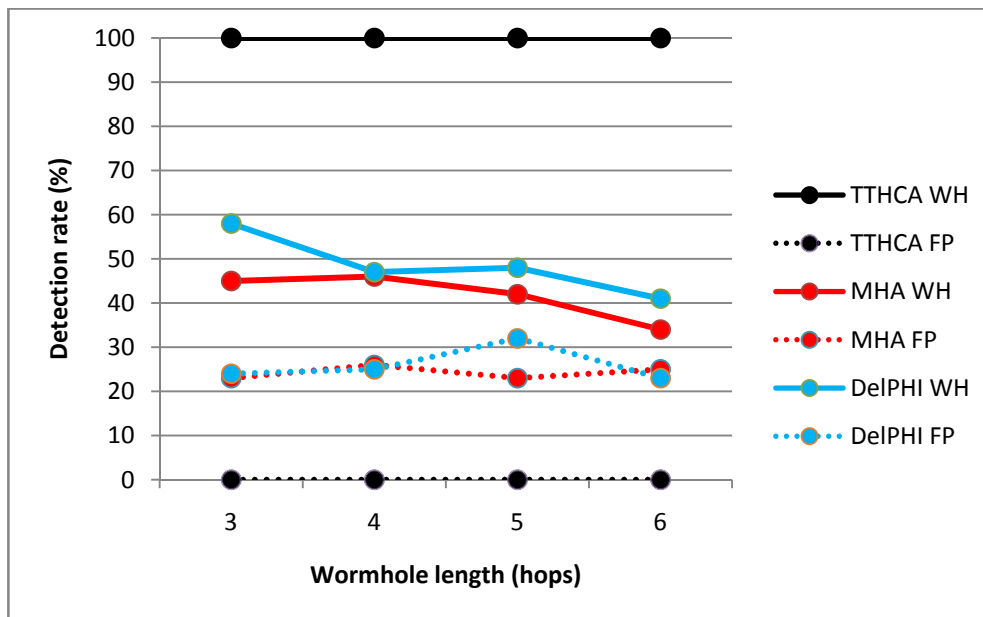 100
90
80
70
60
50
40
30
20
10
0
Detection rate (%)
3 4 5 6
Wormhole length (hops)
TTHCA WH
TTHCA FP
MHA WH
MHA FP
DelPHI WH
DelPHI FP